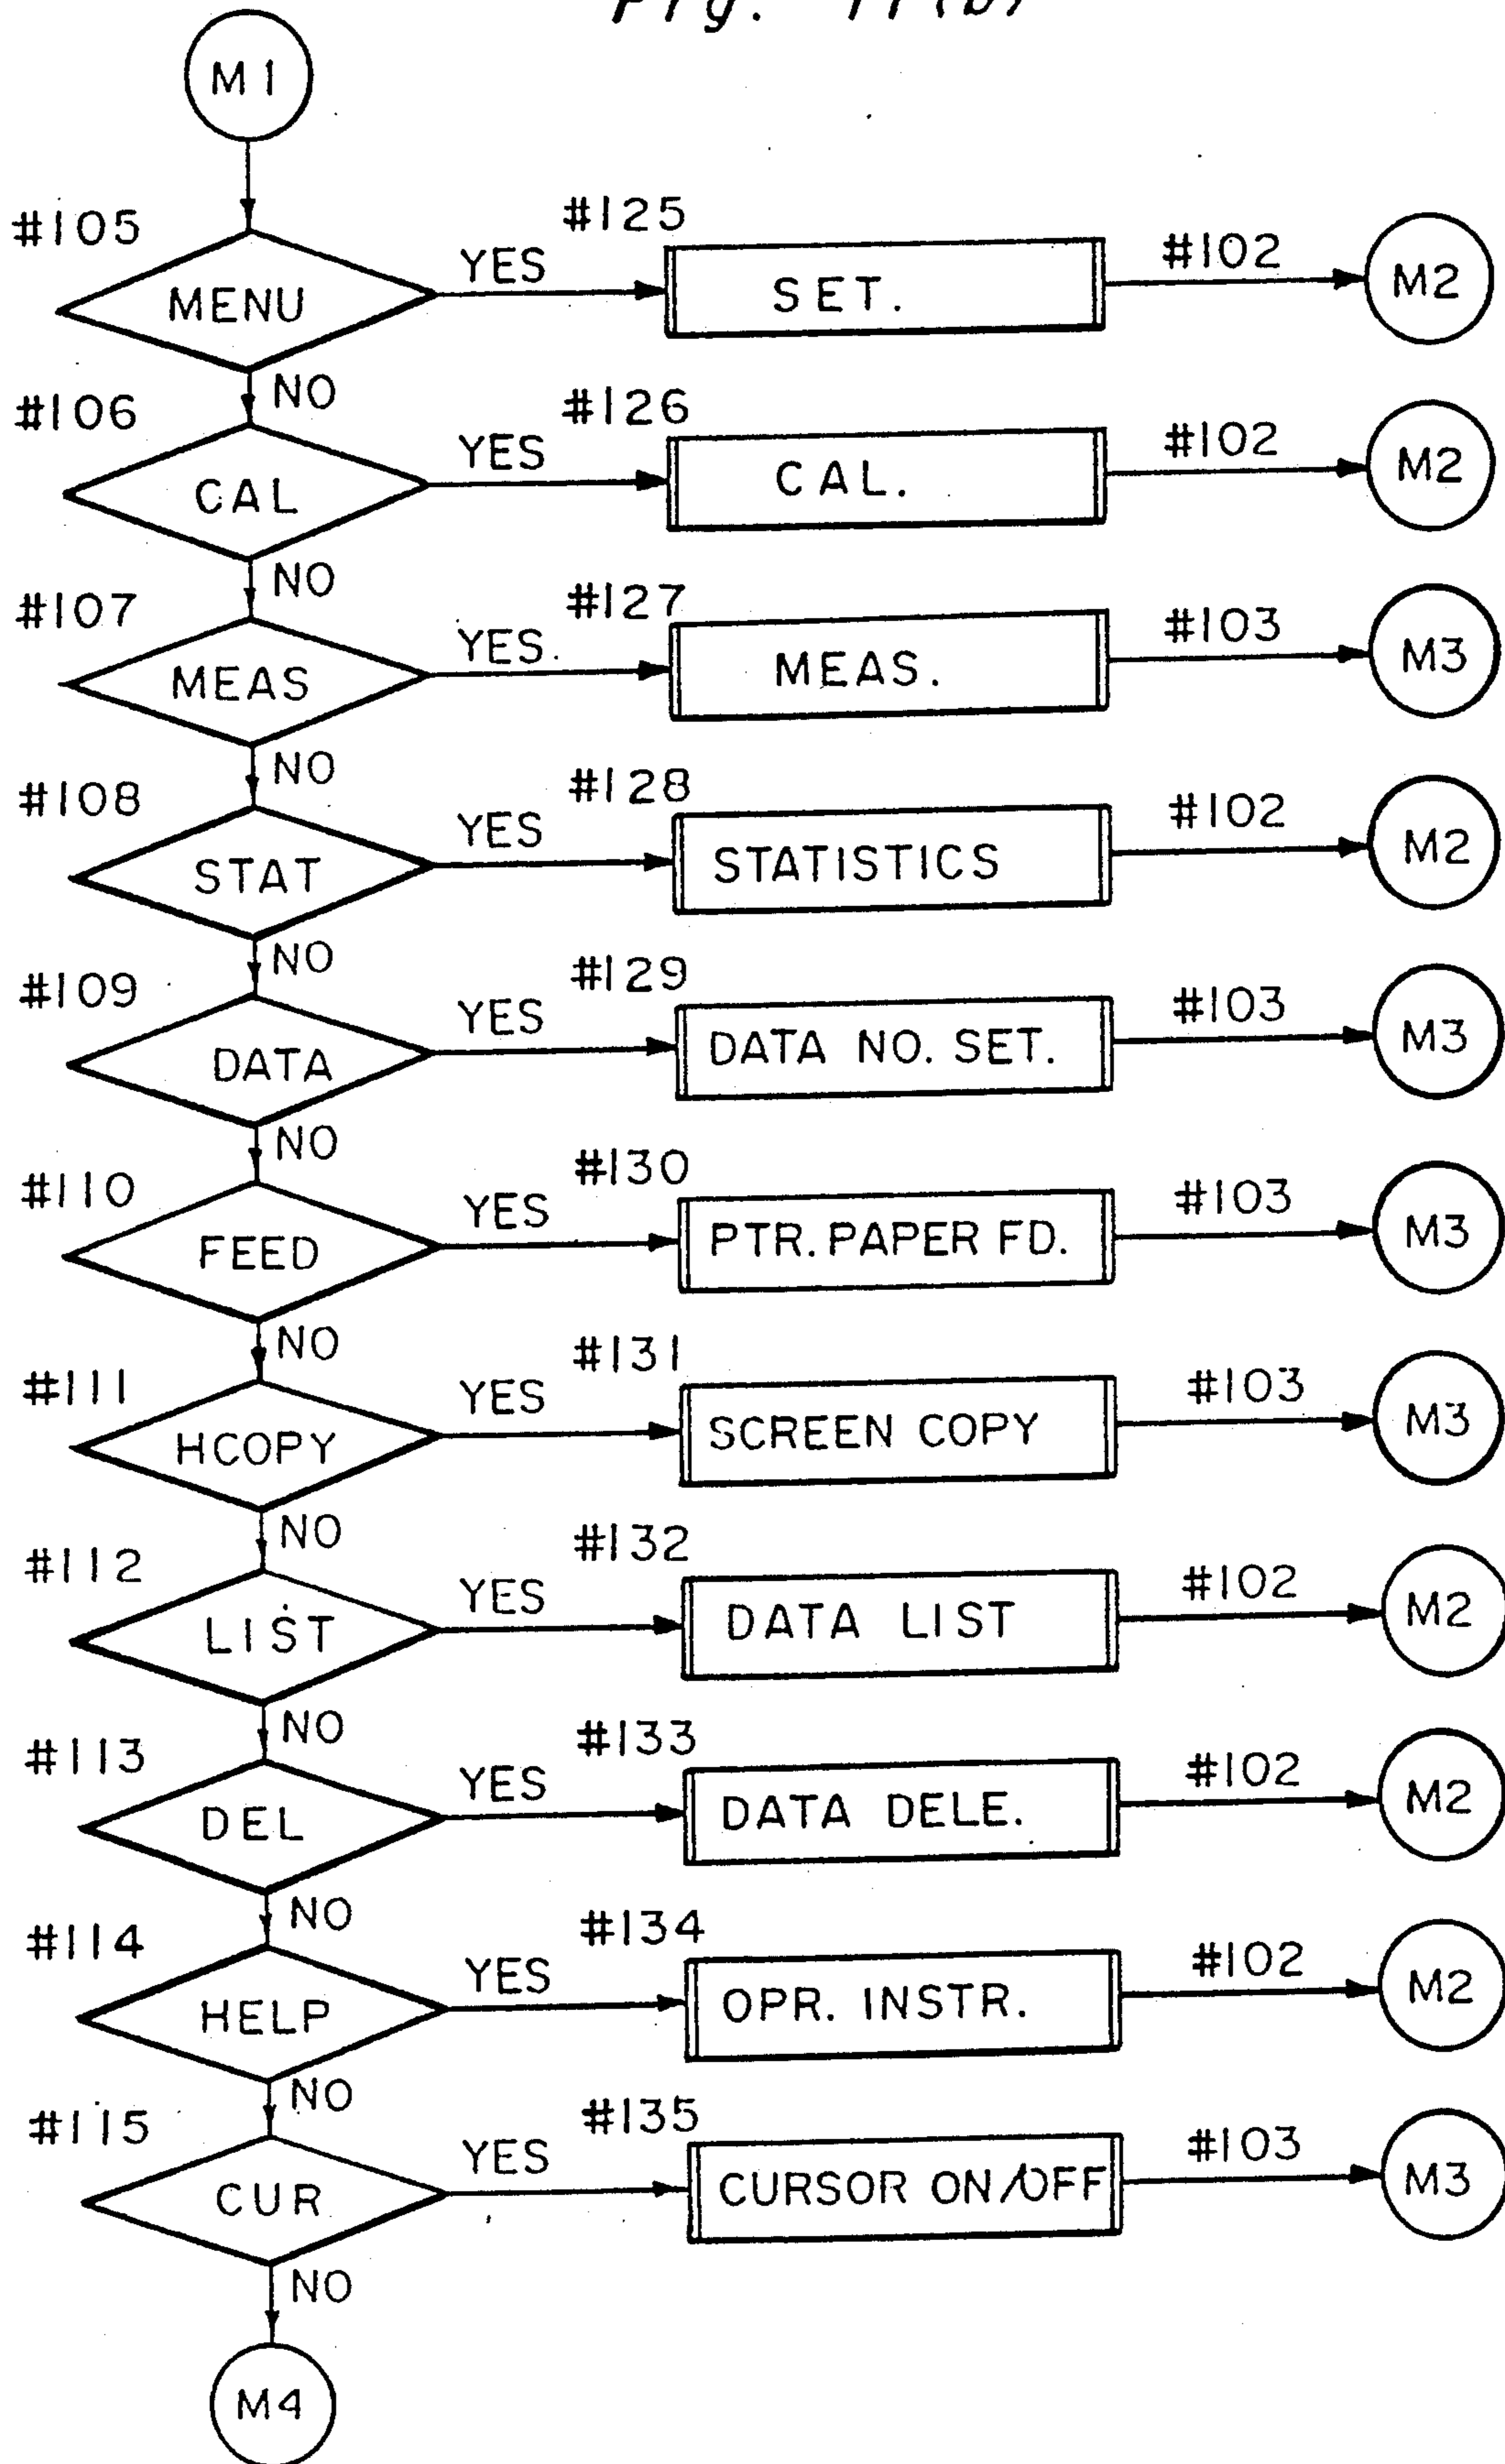 Fig. 11(b)
M1
#105
MENU
YES
#125
SET.
#102
M2
NO
#106
CAL
YES
#126
CAL.
#102
M2
NO
#107
MEAS
YES
#127
MEAS.
#103
M3
NO
#108
STAT
YES
#128
STATISTICS
#102
M2
NO
#109
DATA
YES
#129
DATA NO. SET.
#103
M3
NO
#110
FEED
YES
#130
PTR. PAPER FD.
#103
M3
NO
#111
HCOPY
YES
#131
SCREEN COPY
#103
M3
NO
#112
LIST
YES
#132
DATA LIST
#102
M2
NO
#113
DEL
YES
#133
DATA DELE.
#102
M2
NO
#114
HELP
YES
#134
OPR. INSTR.
#102
M2
NO
#115
CUR
YES
#135
CURSOR ON/OFF
#103
M3
NO
M4